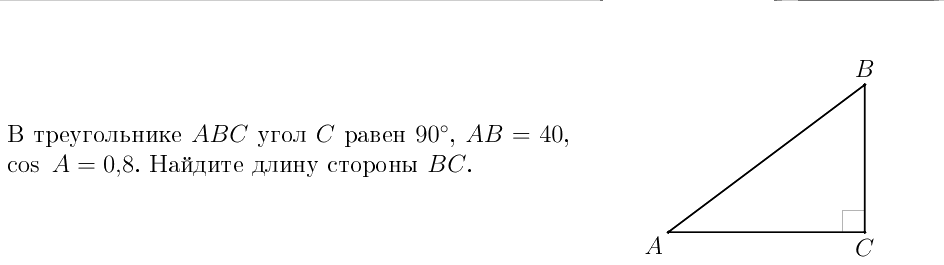 В треугольнике ABC угол C равен 90°, AB = 40,
cos A = 0,8. Найдите длину стороны BC.
B
A
C